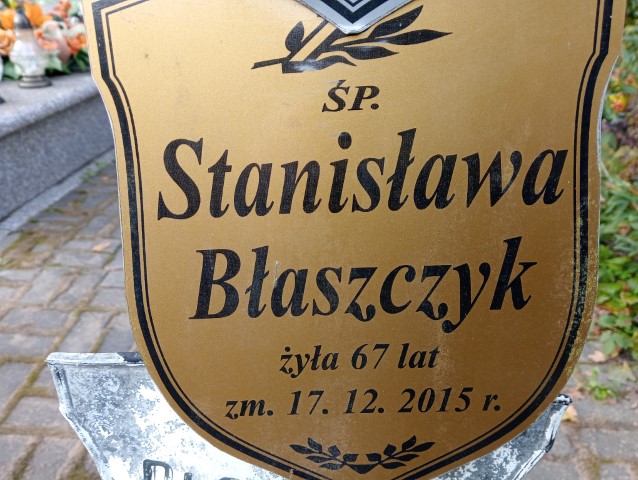 ŚP.
Stanisława
Błaszczyk
żyła 67 lat
zm. 17. 12. 2015 r.